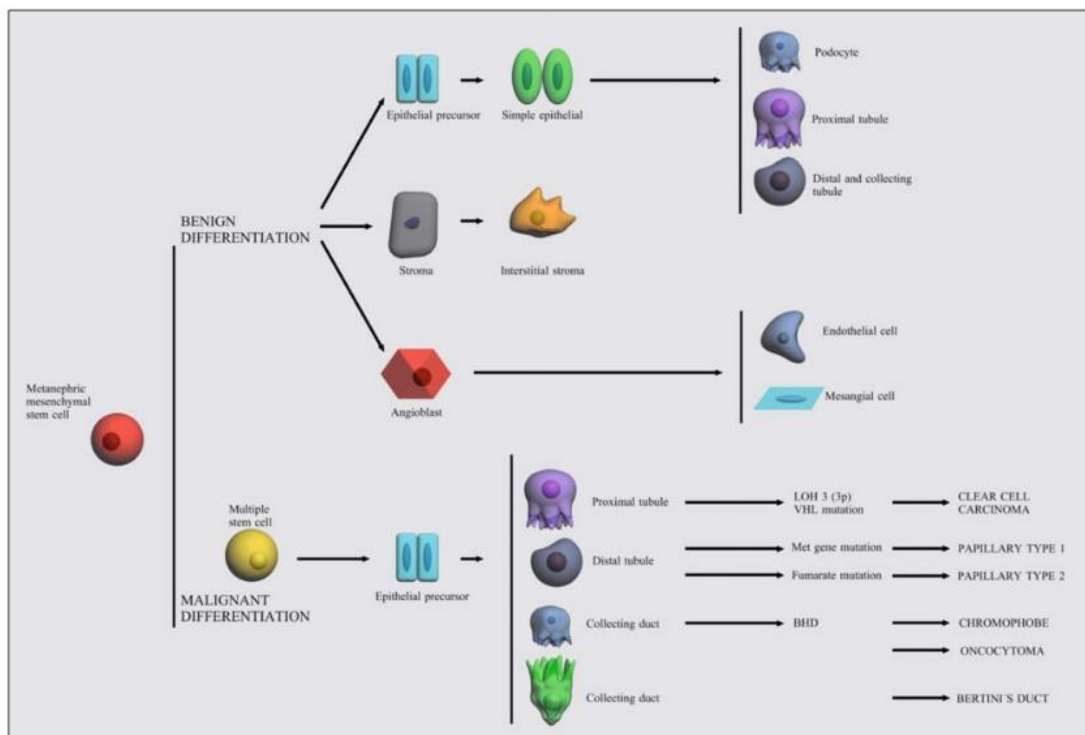 Podocyte
Epithelial precursor
Simple epithelial
Proximal tubule
Distal and collecting
tubule
BENIGN
DIFFERENTIATION
Stroma
Interstitial stroma
Endothelial cell
Metanephric
mesenchymal
stem cell
Angioblast
Mesangial cell
Multiple
stem cell
Proximal tubule
LOH 3 (3p)
VHL mutation
CLEAR CELL
CARCINOMA
Distal tubule
Met gene mutation
PAPILLARY TYPE 1
Fumarate mutation
PAPILLARY TYPE 2
MALIGNANT
DIFFERENTIATION
Epithelial precursor
Collecting duct
BHD
CHROMOPHOBE
ONCOCYTOMA
Collecting duct
BERTINI´S DUCT